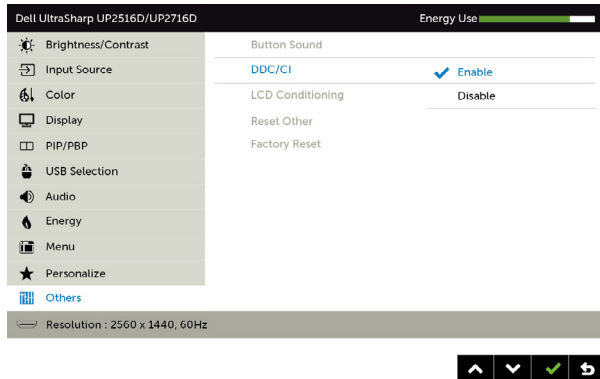 Dell UltraSharp UP2516D/UP2716D Energy Use
Brightness/Contrast Button Sound
Input Source DDC/CI Enable
Color LCD Conditioning Disable
Display Reset Other
PIP/PBP Factory Reset
USB Selection
Audio
Energy
Menu
Personalize
Others
Resolution : 2560 x 1440, 60Hz